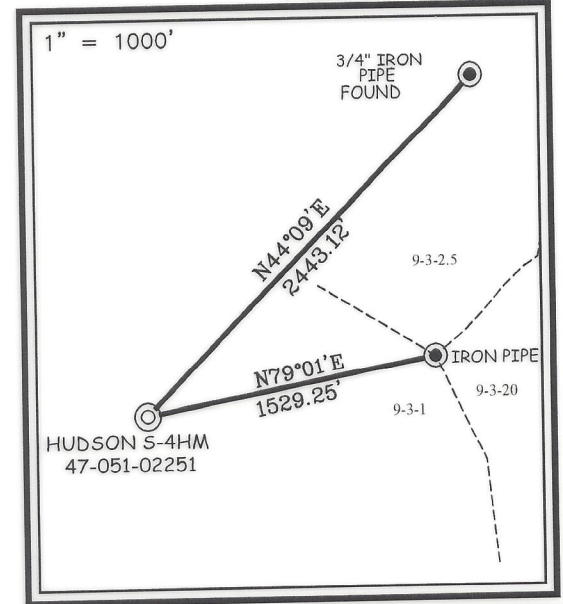 1" = 1000'
3/4" IRON
PIPE
FOUND
N44°09'E
2443.12'
9-3-2.5
IRON PIPE
N79°01'E
1529.25'
9-3-1
9-3-20
HUDSON S-4HM
47-051-02251